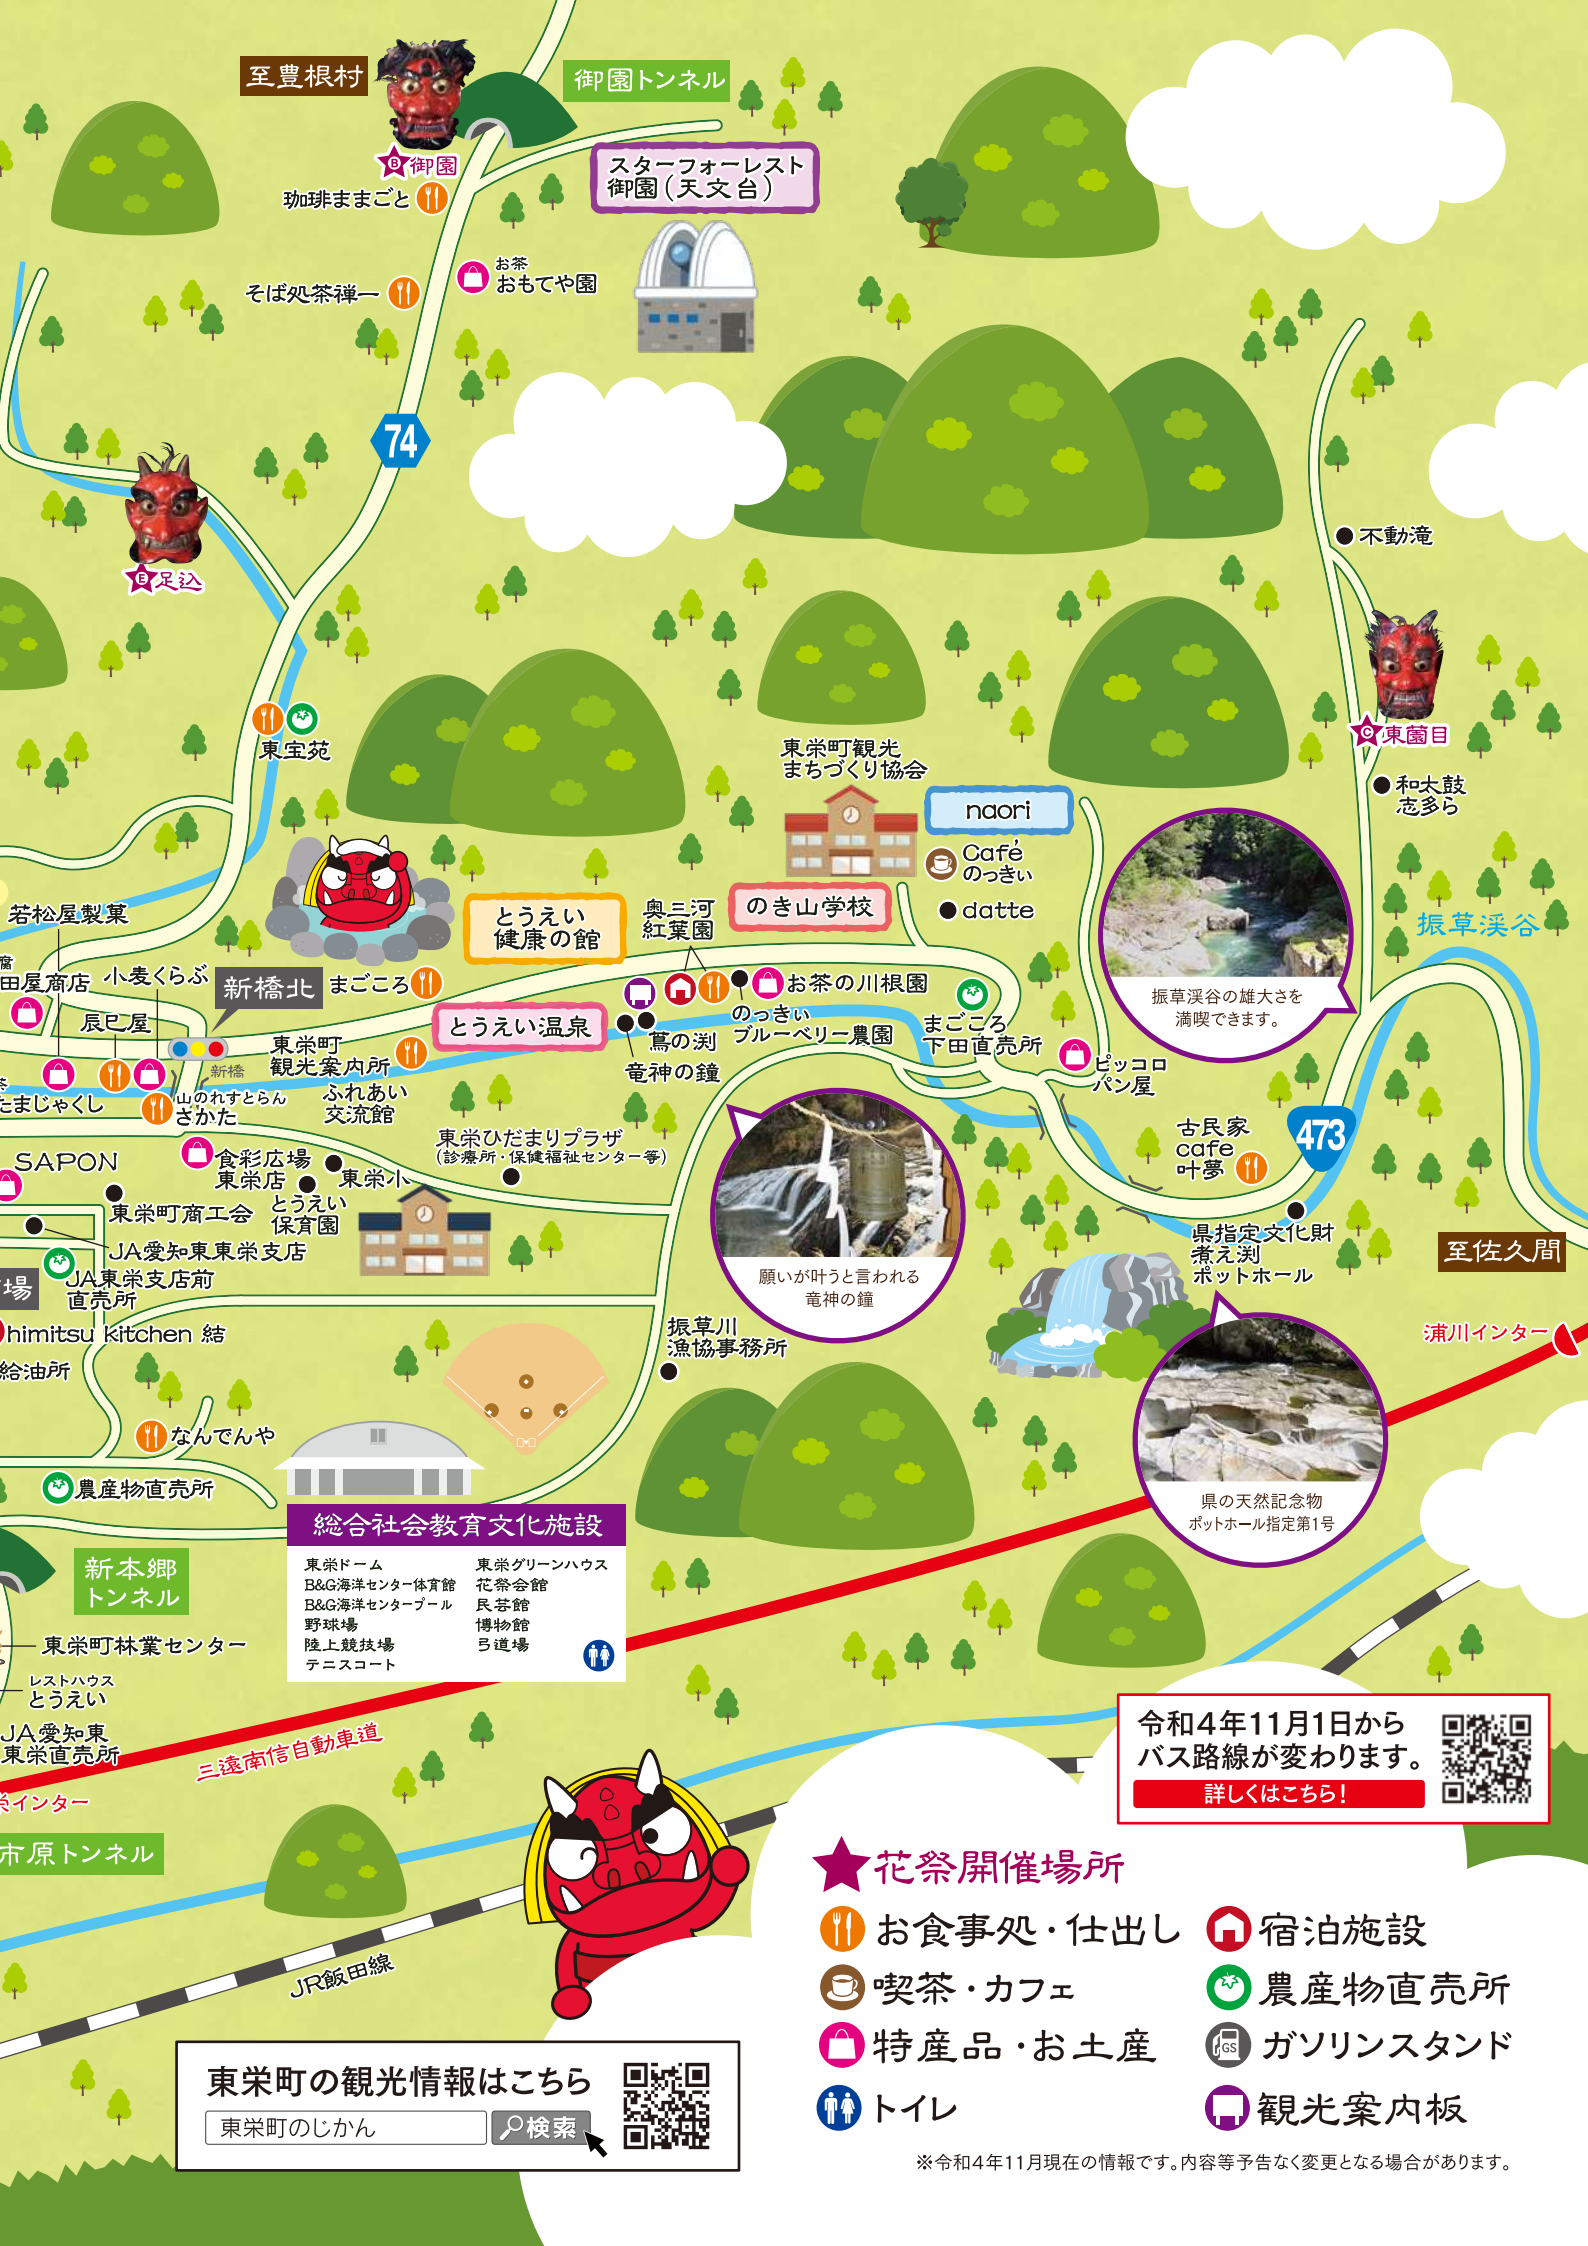 至豊根村
御園トンネル
B 御園
スターフォーレスト
御園(天文台)
珈琲ままごと
お茶
おもてや園
そば処茶禅一
74
E 足込
不動滝
C 東薗目
和太鼓
志多ら
東宝苑
東栄町観光
まちづくり協会
naori
Café
のっきぃ
datte
のき山学校
奥三河
紅葉園
とうえい
健康の館
若松屋製菓
腐
田屋商店
小麦くらぶ
新橋北
まごころ
辰巳屋
とうえい温泉
お茶の川根園
のっきぃ
ブルーベリー農園
蔦の渕
竜神の鐘
まごころ
下田直売所
ピッコロ
パン屋
振草渓谷
振草渓谷の雄大さを
満喫できます。
東栄町
観光案内所
新橋
ふれあい
交流館
茶
たまじゃくし
山のれすとらん
さかた
東栄ひだまりプラザ
(診療所・保健福祉センター等)
SAPON
食彩広場
東栄店
東栄小
とうえい
保育園
東栄町商工会
JA愛知東東栄支店
JA東栄支店前
直売所
場
himitsu kitchen 結
給油所
古民家
cafe
叶夢
473
県指定文化財
煮え渕
ポットホール
至佐久間
願いが叶うと言われる
竜神の鐘
振草川
漁協事務所
浦川インター
なんでんや
農産物直売所
県の天然記念物
ポットホール指定第1号
総合社会教育文化施設
東栄ドーム
B&G海洋センター体育館
B&G海洋センタープール
野球場
陸上競技場
テニスコート
東栄グリーンハウス
花祭会館
民芸館
博物館
弓道場
新本郷
トンネル
東栄町林業センター
レストハウス
とうえい
JA愛知東
東栄直売所
三遠南信自動車道
栄インター
市原トンネル
JR飯田線
令和4年11月1日から
バス路線が変わります。
詳しくはこちら!
花祭開催場所
お食事処・仕出し
宿泊施設
喫茶・カフェ
農産物直売所
特産品・お土産
GS
ガソリンスタンド
トイレ
観光案内板
東栄町の観光情報はこちら
東栄町のじかん
検索
※令和4年11月現在の情報です。内容等予告なく変更となる場合があります。